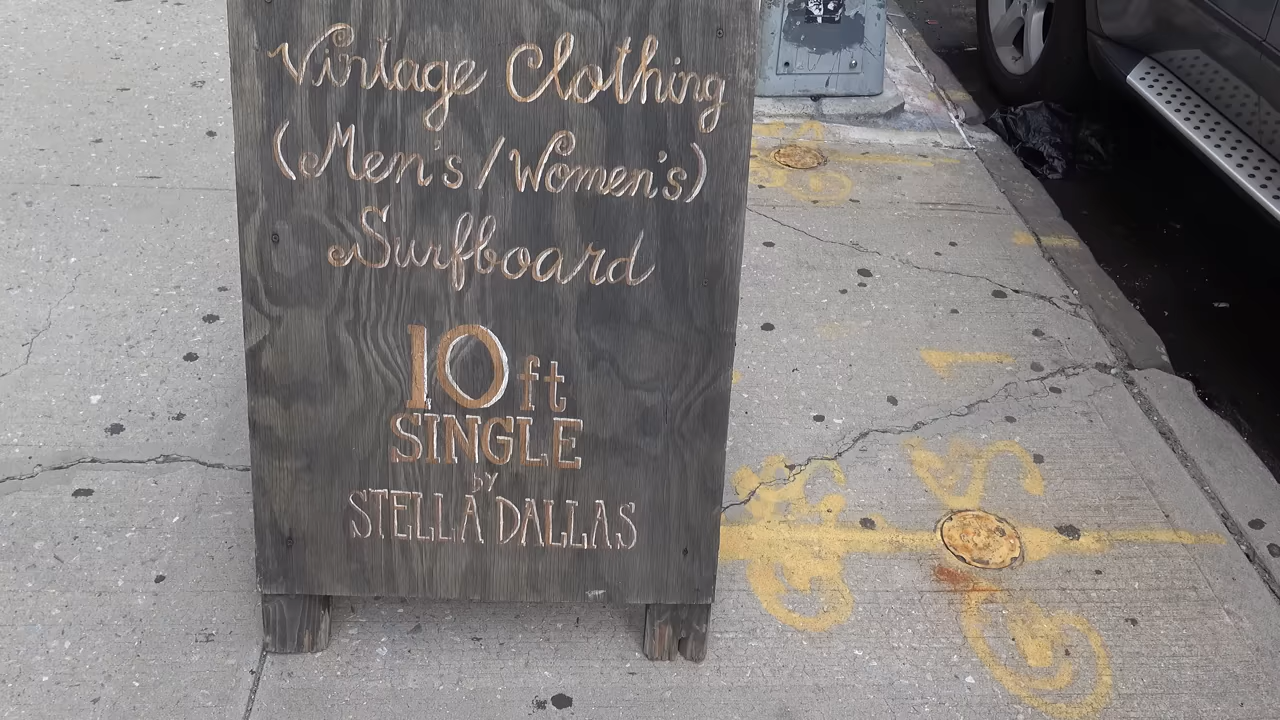 Vintage Clothing
(Men's/Women's)
Surfboard
10ft
SINGLE
by
STELLA DALLAS